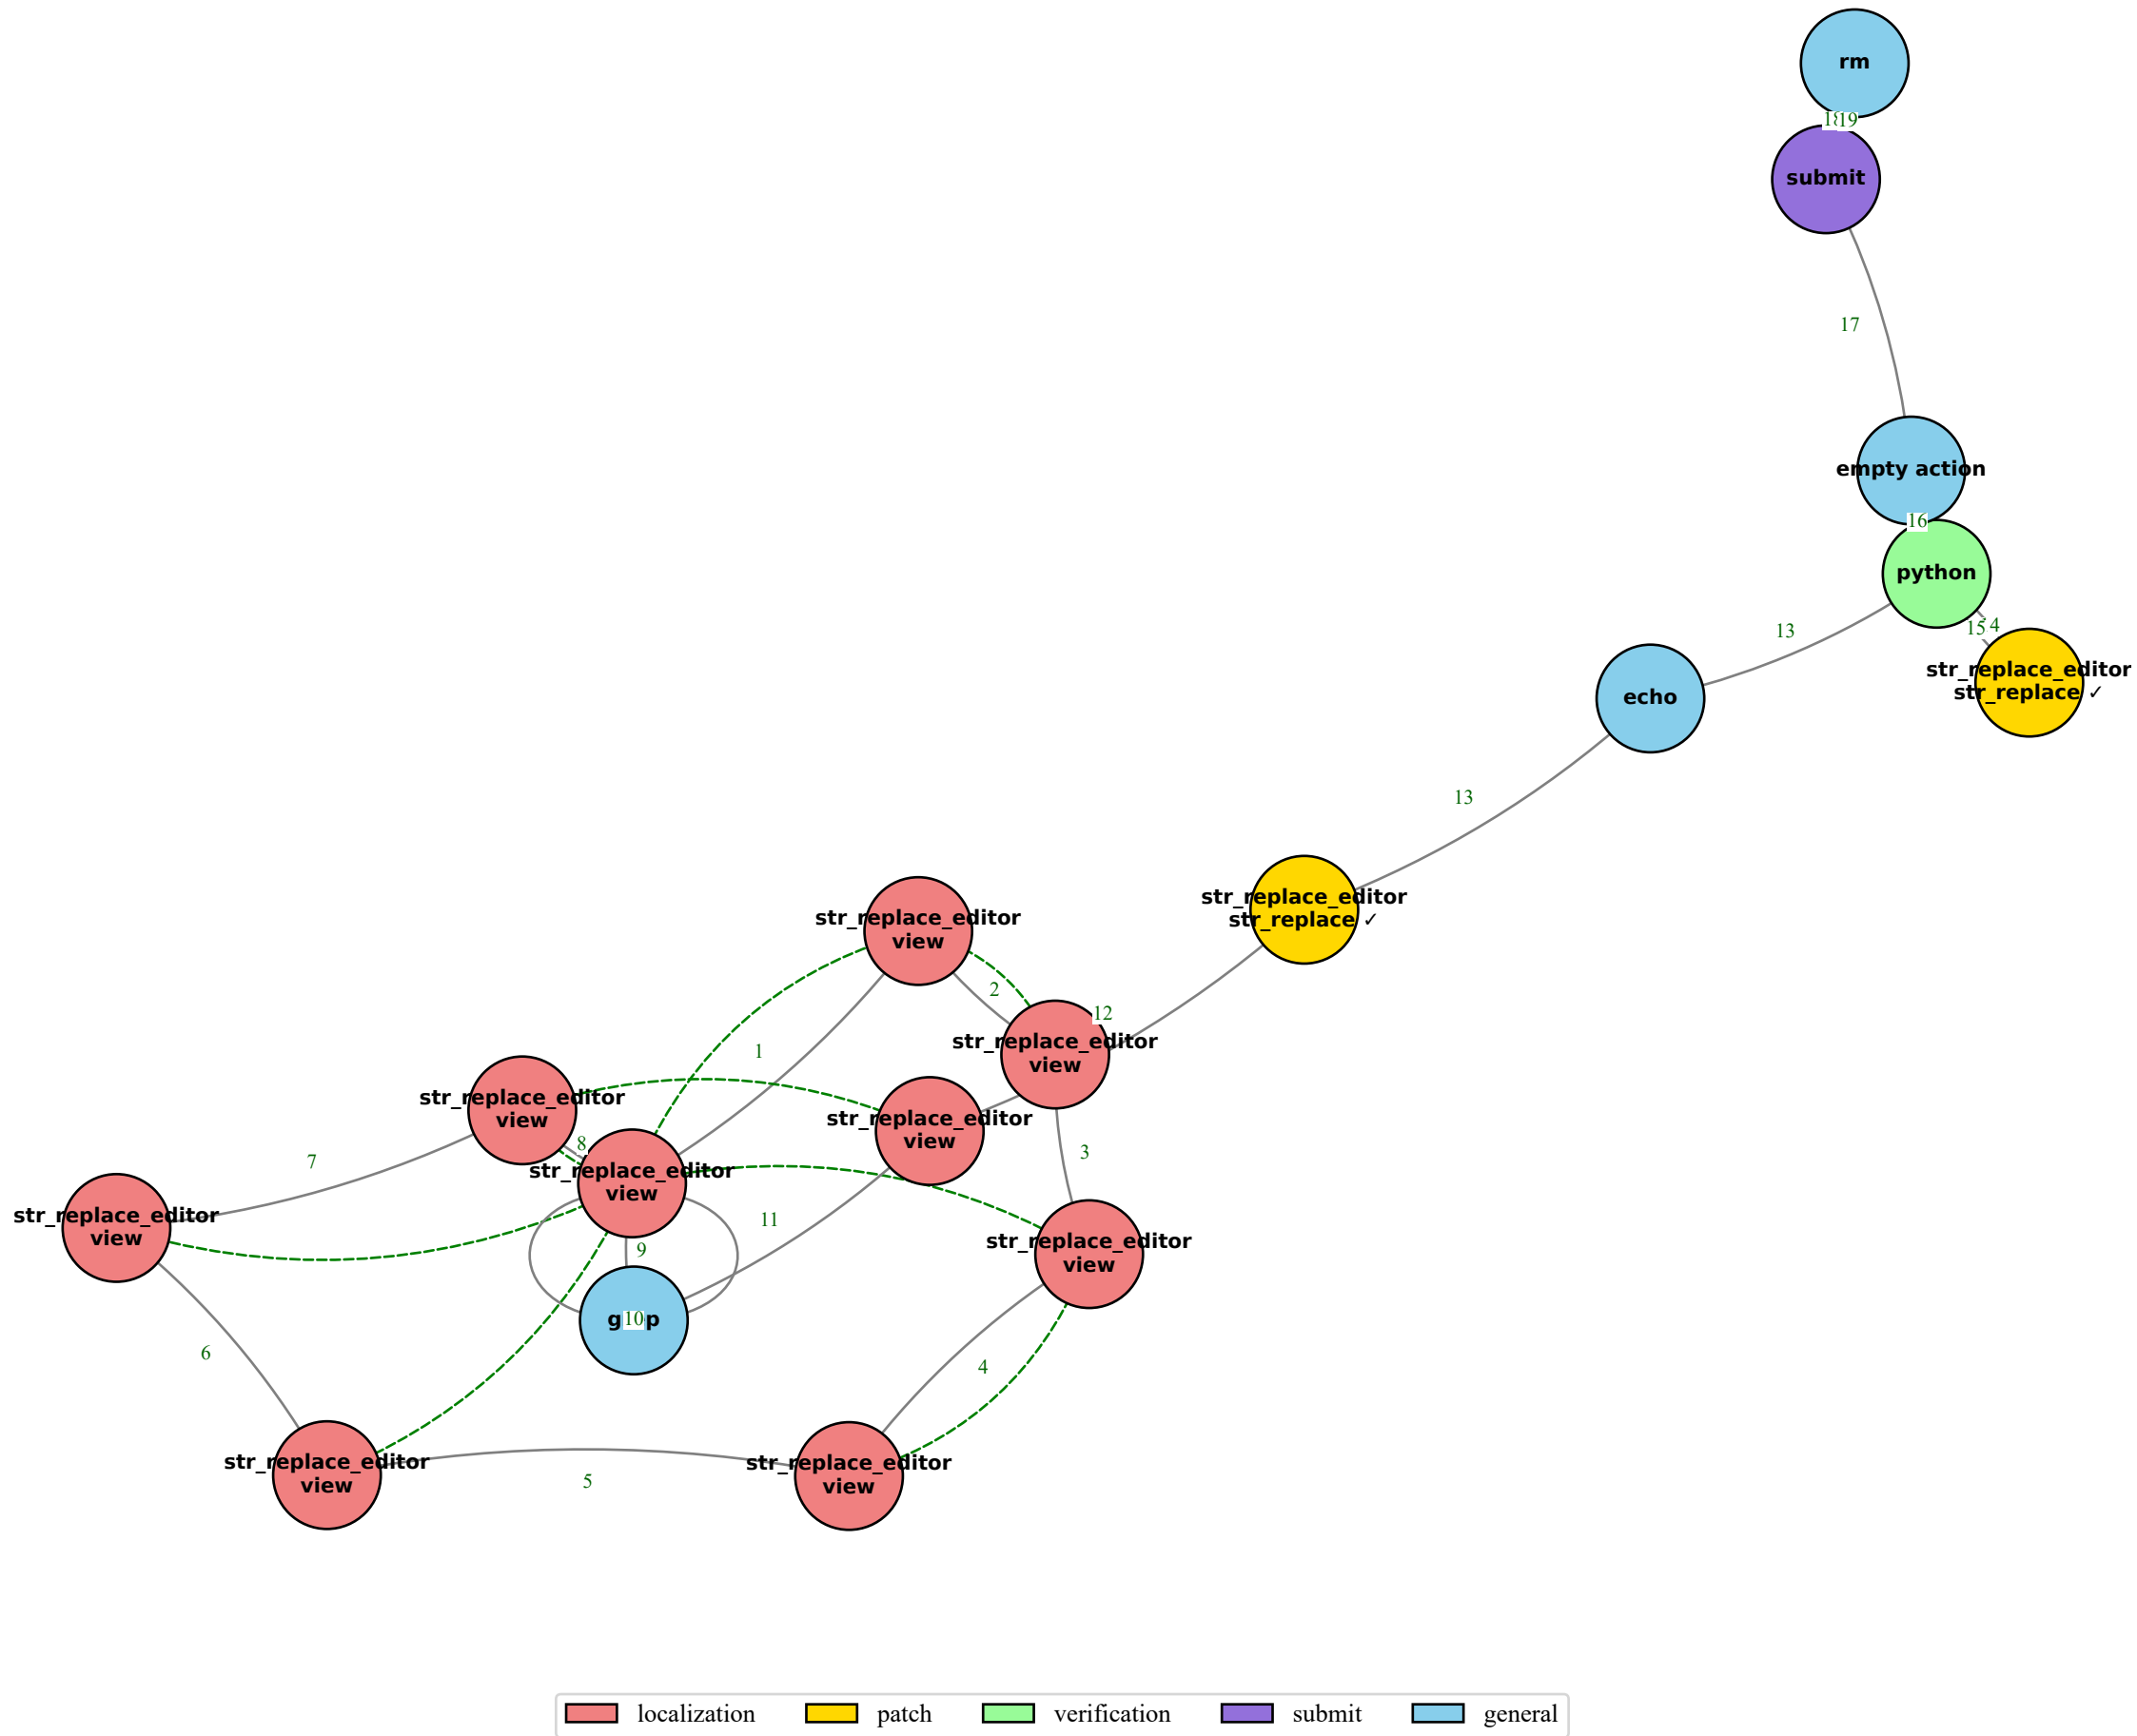 rm
19
submit
17
empty action
16
python
13
15
4
str_replace_editor
str_replace ✓
echo
13
str_replace_editor
str_replace ✓
str_replace_editor
view
2
12
str_replace_editor
view
1
str_replace_editor
view
str_replace_editor
view
3
8
7
str_replace_editor
view
str_replace_editor
view
11
str_replace_editor
view
9
10
6
4
str_replace_editor
view
5
str_replace_editor
view
localization
patch
verification
submit
general